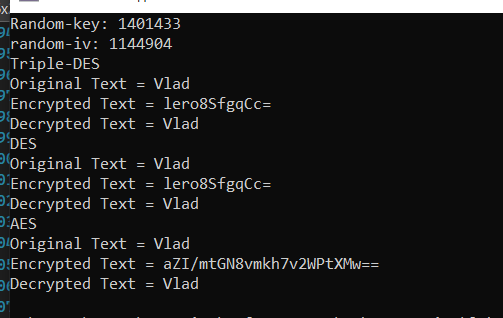 Random-key: 1401433
random-iv: 1144904
Triple-DES
Original Text = Vlad
Encrypted Text = lero8SfgqCc=
Decrypted Text = Vlad
DES
Original Text = Vlad
Encrypted Text = lero8SfgqCc=
Decrypted Text = Vlad
AES
Original Text = Vlad
Encrypted Text = aZI/mtGN8vmkh7v2WPtXMw==
Decrypted Text = Vlad